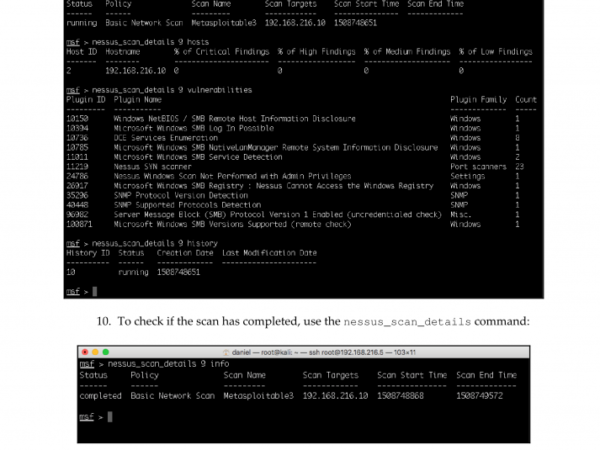 Status Policy Scan Name Scan Targets Scan Start Time Scan End Time
------ ------ --------- ------------ --------------- -------------
running Basic Network Scan Metasploitable3 192.168.216.10 1508748651
msf > nessus_scan_details 9 hosts
Host ID Hostname % of Critical Findings % of High Findings % of Medium Findings % of Low Findings
------- -------- ---------------------- ------------------ -------------------- -----------------
2 192.168.216.10 0 0 0 0
msf > nessus_scan_details 9 vulnerabilities
Plugin ID Plugin Name Plugin Family Count
--------- ----------- ------------- -----
10150 Windows NetBIOS / SMB Remote Host Information Disclosure Windows 1
10394 Microsoft Windows SMB Log In Possible Windows 1
10736 DCE Services Enumeration Windows 8
10785 Microsoft Windows SMB NativeLanManager Remote System Information Disclosure Windows 1
11011 Microsoft Windows SMB Service Detection Windows 2
11219 Nessus SYN scanner Port scanners 23
24786 Nessus Windows Scan Not Performed with Admin Privileges Settings 1
26917 Microsoft Windows SMB Registry : Nessus Cannot Access the Windows Registry Windows 1
35296 SNMP Protocol Version Detection SNMP 1
40448 SNMP Supported Protocols Detection SNMP 1
96982 Server Message Block (SMB) Protocol Version 1 Enabled (uncredentialed check) Misc. 1
100871 Microsoft Windows SMB Versions Supported (remote check) Windows 1
msf > nessus_scan_details 9 history
History ID Status Creation Date Last Modification Date
---------- ------ ------------- ----------------------
10 running 1508748651
msf >
10. To check if the scan has completed, use the nessus_scan_details command:
daniel — root@kali: ~ — ssh root@192.168.216.5 — 103×11
msf > nessus_scan_details 9 info
Status Policy Scan Name Scan Targets Scan Start Time Scan End Time
------ ------ --------- ------------ --------------- -------------
completed Basic Network Scan Metasploitable3 192.168.216.10 1508748868 1508749572
msf >